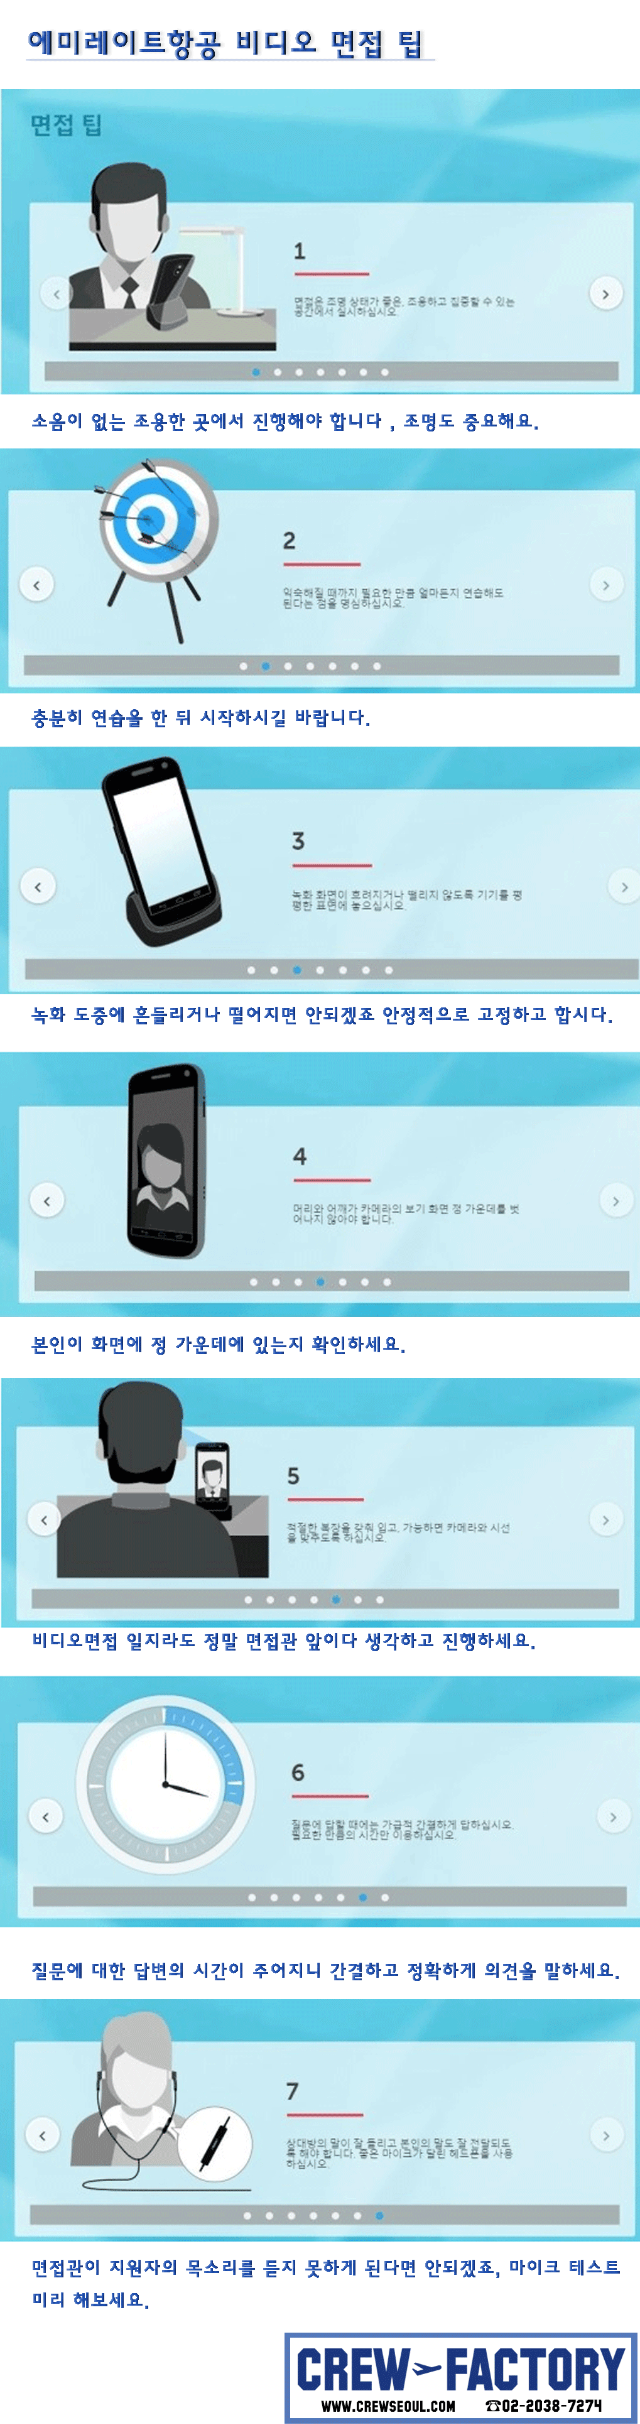 에미레이트항공 비디오 면접 팁
면접 팁
1
면접은 조명 상태가 좋은, 조용하고 집중할 수 있는
공간에서 실시하십시오.
소음이 없는 조용한 곳에서 진행해야 합니다 , 조명도 중요해요.
2
익숙해질 때까지 필요한 만큼 얼마든지 연습해도
된다는 점을 명심하십시오.
충분히 연습을 한 뒤 시작하시길 바랍니다.
3
녹화 화면이 흐려지거나 떨리지 않도록 기기를 평
평한 표면에 놓으십시오.
녹화 도중에 흔들리거나 떨어지면 안되겠죠 안정적으로 고정하고 합시다.
4
머리와 어깨가 카메라의 보기 화면 정 가운데를 벗
어나지 않아야 합니다.
본인이 화면에 정 가운데에 있는지 확인하세요.
5
적절한 복장을 갖춰 입고, 가능하면 카메라와 시선
을 맞추도록 하십시오.
비디오면접 일지라도 정말 면접관 앞이다 생각하고 진행하세요.
6
질문에 답할 때에는 가급적 간결하게 답하십시오.
필요한 만큼의 시간만 이용하십시오.
질문에 대한 답변의 시간이 주어지니 간결하고 정확하게 의견을 말하세요.
7
상대방의 말이 잘 들리고 본인의 말도 잘 전달되도
록 해야 합니다. 좋은 마이크가 달린 헤드폰을 사용
하십시오.
면접관이 지원자의 목소리를 듣지 못하게 된다면 안되겠죠, 마이크 테스트
미리 해보세요.
CREW FACTORY
WWW.CREWSEOUL.COM ☎02-2038-7274